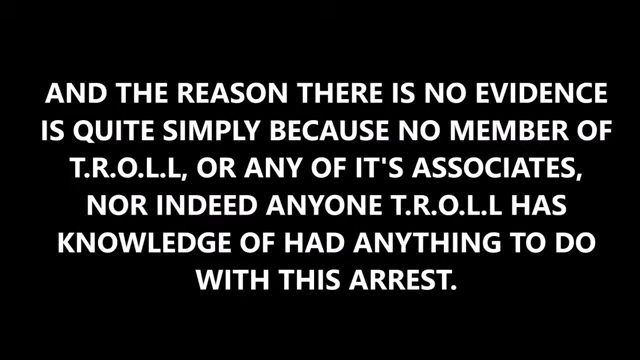 AND THE REASON THERE IS NO EVIDENCE
IS QUITE SIMPLY BECAUSE NO MEMBER OF
T.R.O.L.L, OR ANY OF IT'S ASSOCIATES,
NOR INDEED ANYONE T.R.O.L.L HAS
KNOWLEDGE OF HAD ANYTHING TO DO
WITH THIS ARREST.